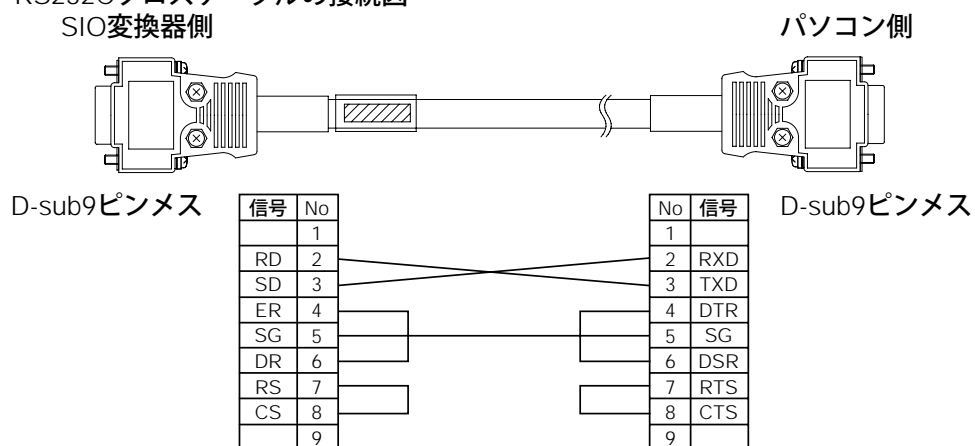 RS232Cクロスケーブルの接続図
SIO変換器側 パソコン側
D-sub9ピンメス D-sub9ピンメス
信号 No No 信号
1 1
RD 2 2 RXD
SD 3 3 TXD
ER 4 4 DTR
SG 5 5 SG
DR 6 6 DSR
RS 7 7 RTS
CS 8 8 CTS
9 9